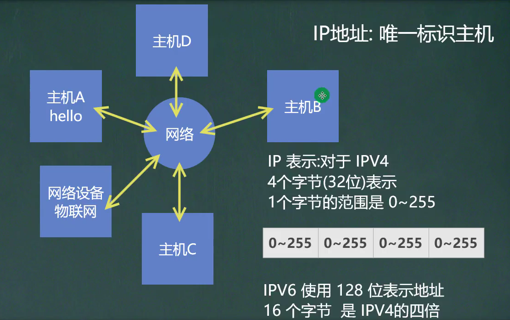 IP地址: 唯一标识主机
主机D
主机A
hello
主机B
网络
网络设备
物联网
主机C
IP 表示:对于 IPV4
4个字节(32位)表示
1个字节的范围是 0~255
0~255 0~255 0~255 0~255
IPV6 使用 128 位表示地址
16 个字节 是 IPV4的四倍